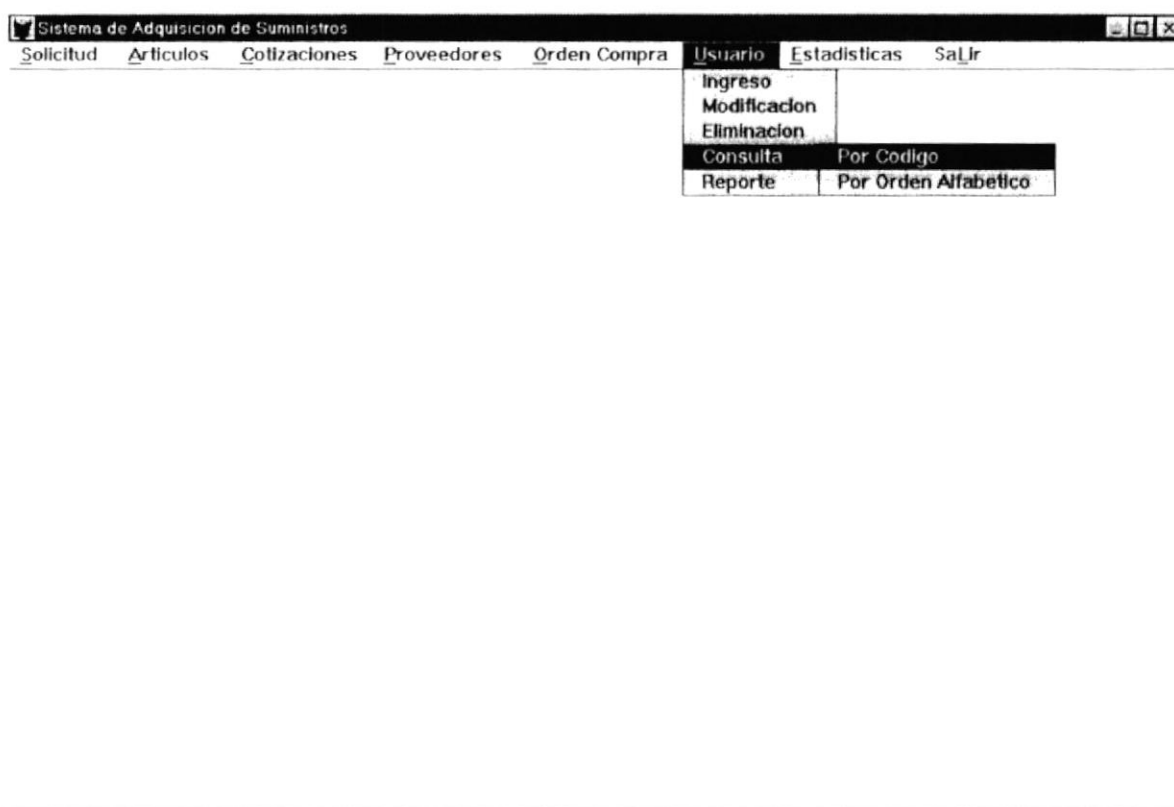 Sistema de Adquisicion de Suministros
Solicitud Articulos Cotizaciones Proveedores Orden Compra Usuario Estadisticas SaLir
Ingreso
Modificacion
Eliminacion
Consulta Por Codigo
Reporte Por Orden Alfabetico